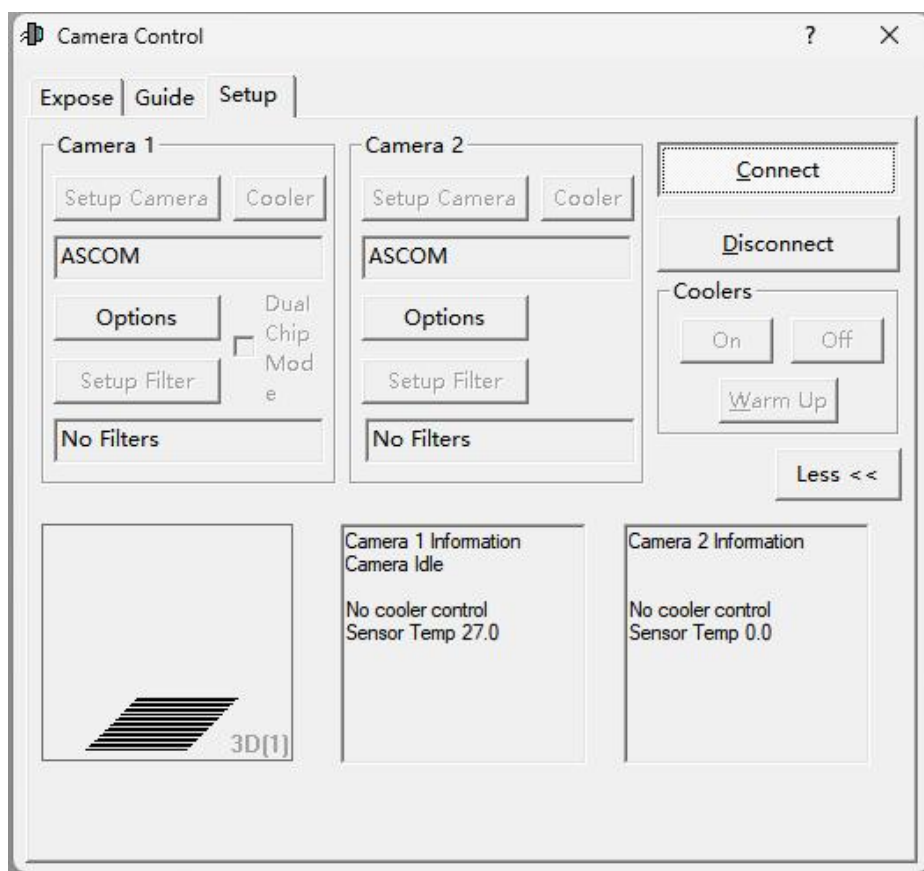 Camera Control
?
Expose
Guide
Setup
Camera 1
Setup Camera
Cooler
ASCOM
Options
Dual
Chip
Mod
e
Setup Filter
No Filters
Camera 2
Setup Camera
Cooler
ASCOM
Options
Setup Filter
No Filters
Connect
Disconnect
Coolers
On
Off
Warm Up
Less <<
3D(1)
Camera 1 Information
Camera Idle
No cooler control
Sensor Temp 27.0
Camera 2 Information
No cooler control
Sensor Temp 0.0